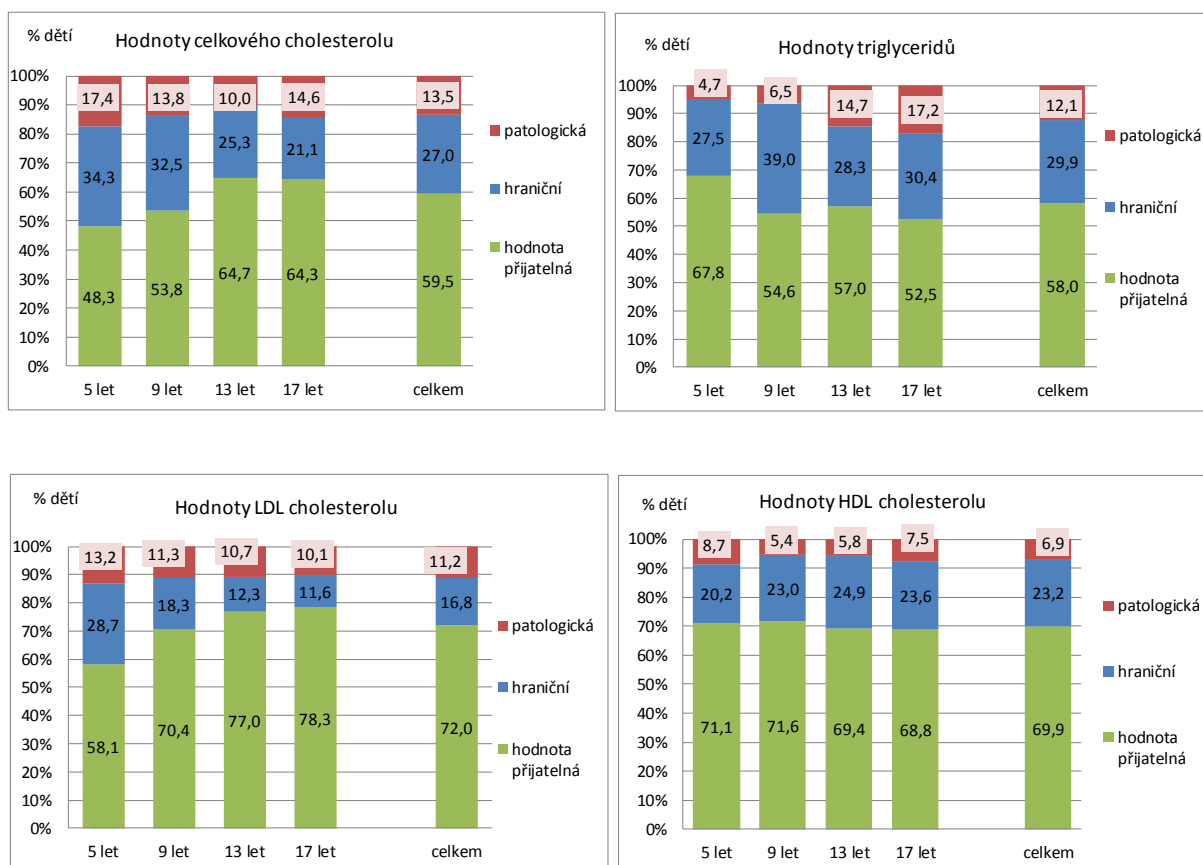 % dětí
Hodnoty celkového cholesterolu
100%
90%
80%
70%
60%
50%
40%
30%
20%
10%
0%
17,4 13,8 10,0 14,6 13,5
34,3 32,5 25,3 21,1 27,0
48,3 53,8 64,7 64,3 59,5
5 let 9 let 13 let 17 let celkem
patologická
hraniční
hodnota
přijatelná
% dětí
Hodnoty triglyceridů
100%
90%
80%
70%
60%
50%
40%
30%
20%
10%
0%
4,7 6,5 14,7 17,2 12,1
27,5 39,0 28,3 30,4 29,9
67,8 54,6 57,0 52,5 58,0
5 let 9 let 13 let 17 let celkem
patologická
hraniční
hodnota
přijatelná
% dětí
Hodnoty LDL cholesterolu
100%
90%
80%
70%
60%
50%
40%
30%
20%
10%
0%
13,2 11,3 10,7 10,1 11,2
28,7 18,3 12,3 11,6 16,8
58,1 70,4 77,0 78,3 72,0
5 let 9 let 13 let 17 let celkem
patologická
hraniční
hodnota
přijatelná
% dětí
Hodnoty HDL cholesterolu
100%
90%
80%
70%
60%
50%
40%
30%
20%
10%
0%
8,7 5,4 5,8 7,5 6,9
20,2 23,0 24,9 23,6 23,2
71,1 71,6 69,4 68,8 69,9
5 let 9 let 13 let 17 let celkem
patologická
hraniční
hodnota
přijatelná